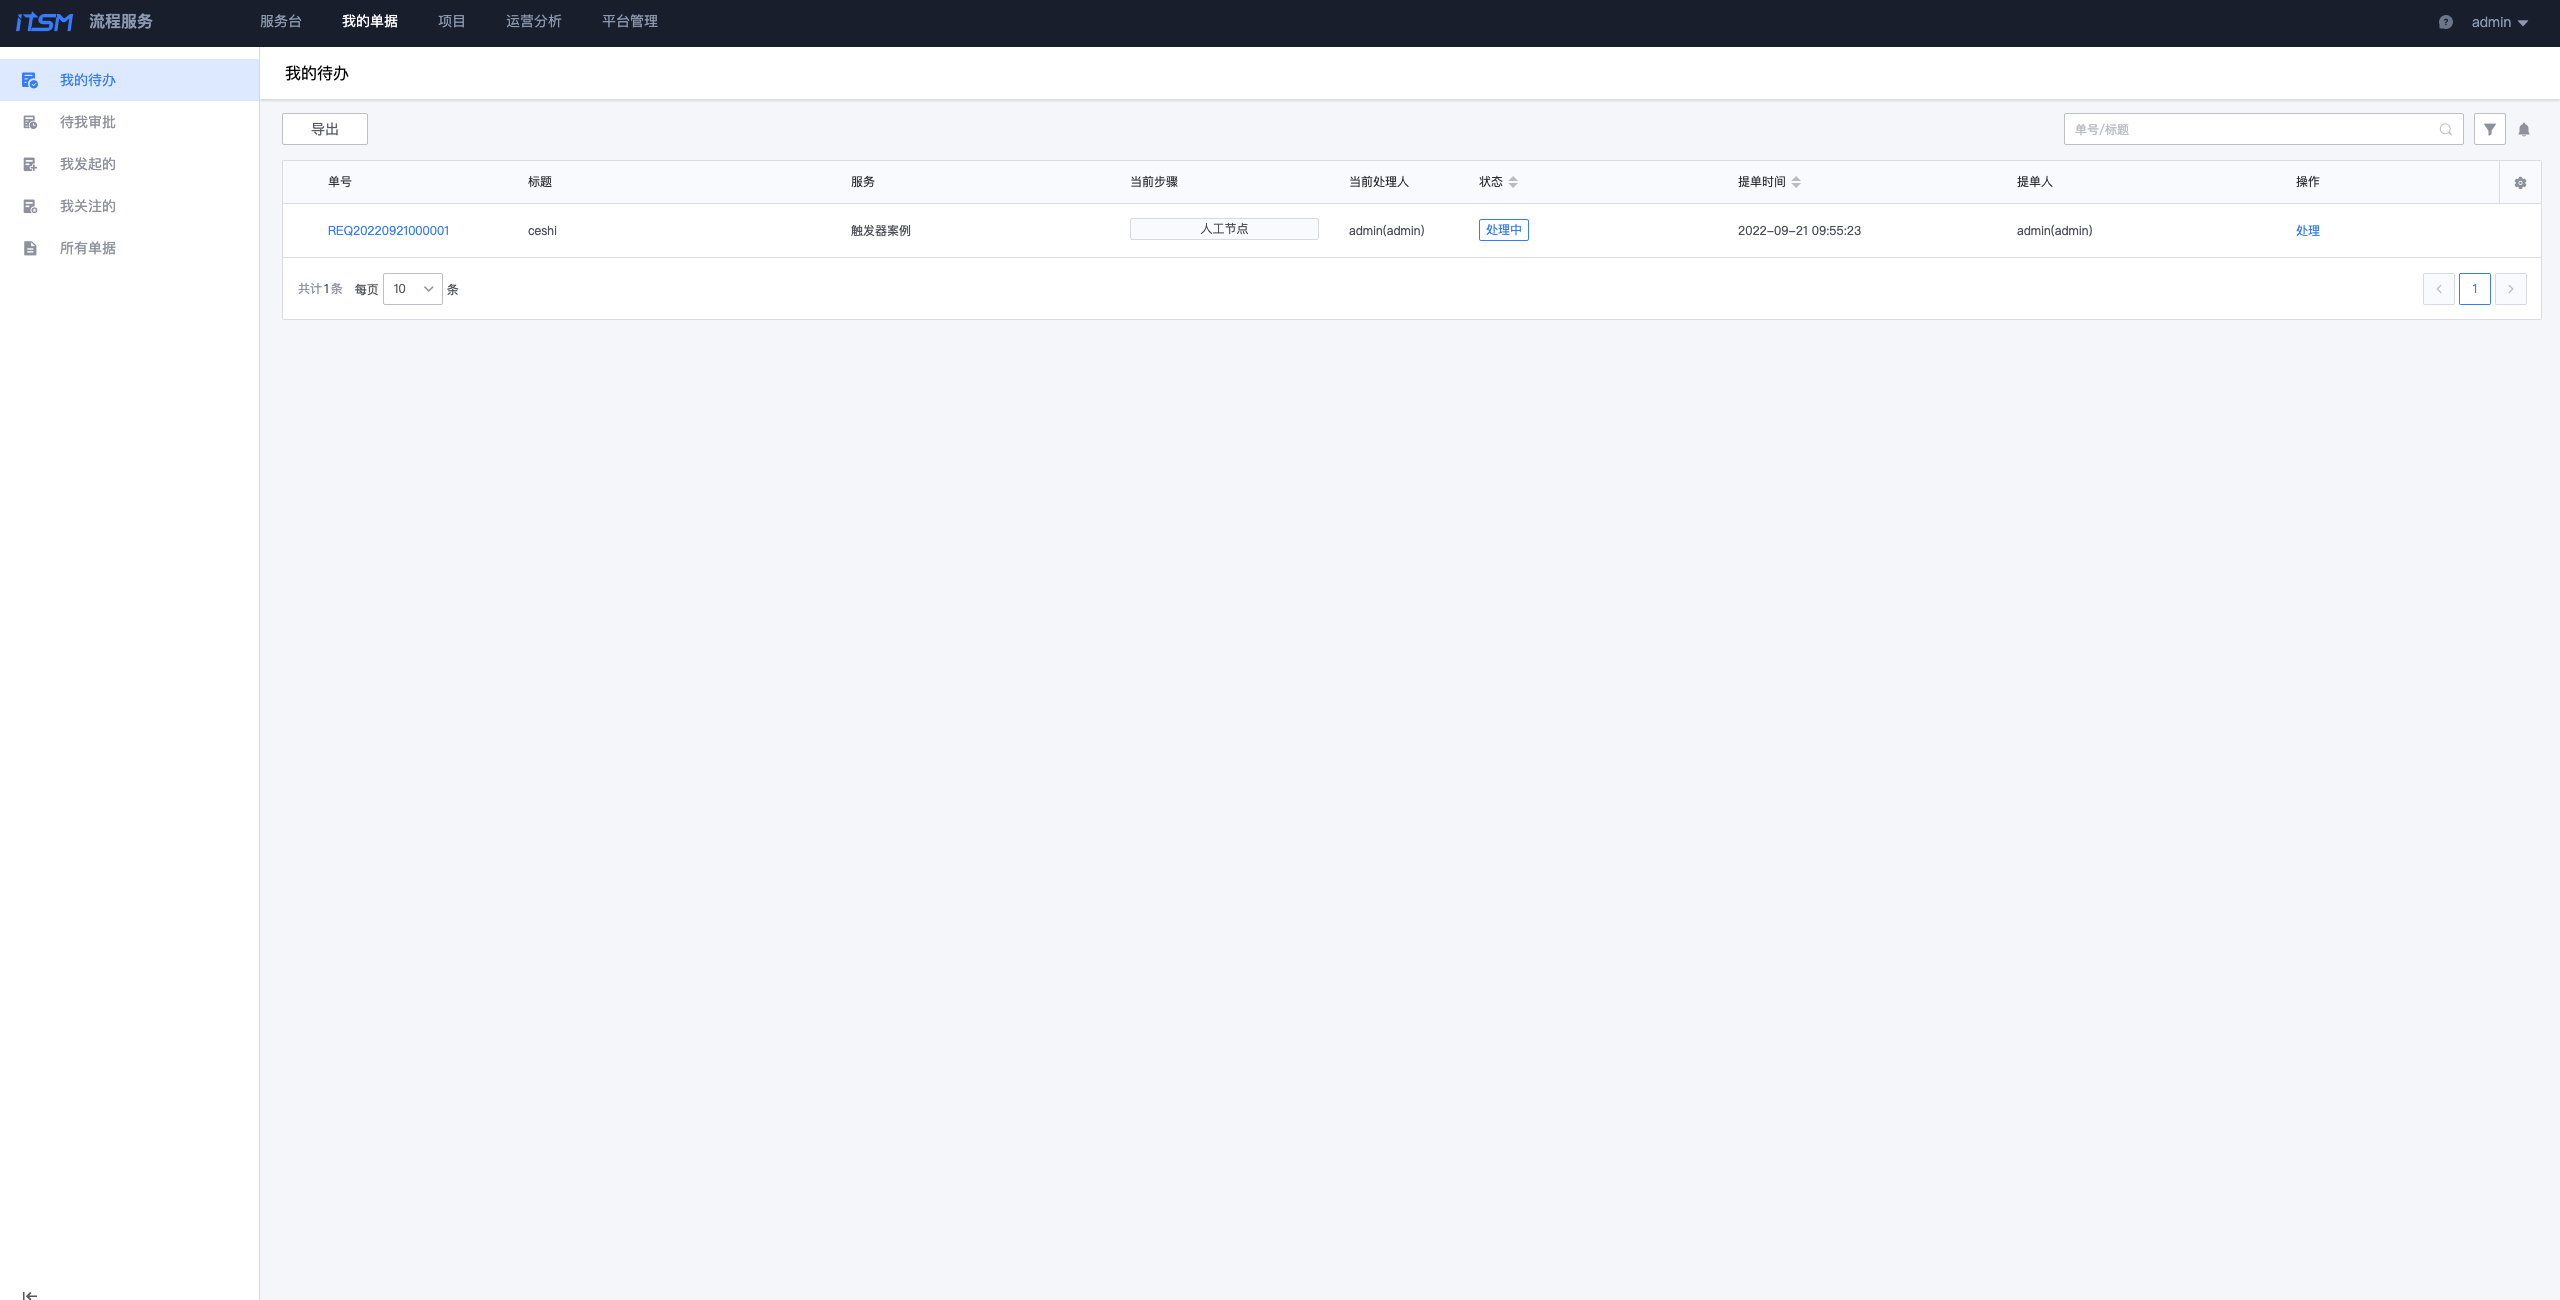 iTSM 流程服务 服务台 我的单据 项目 运营分析 平台管理 admin
我的待办
待我审批
我发起的
我关注的
所有单据
我的待办
导出 单号/标题
单号 标题 服务 当前步骤 当前处理人 状态 提单时间 提单人 操作
REQ20220921000001 ceshi 触发器案例 人工节点 admin(admin) 处理中 2022-09-21 09:55:23 admin(admin) 处理
共计1条 每页 10 条 1